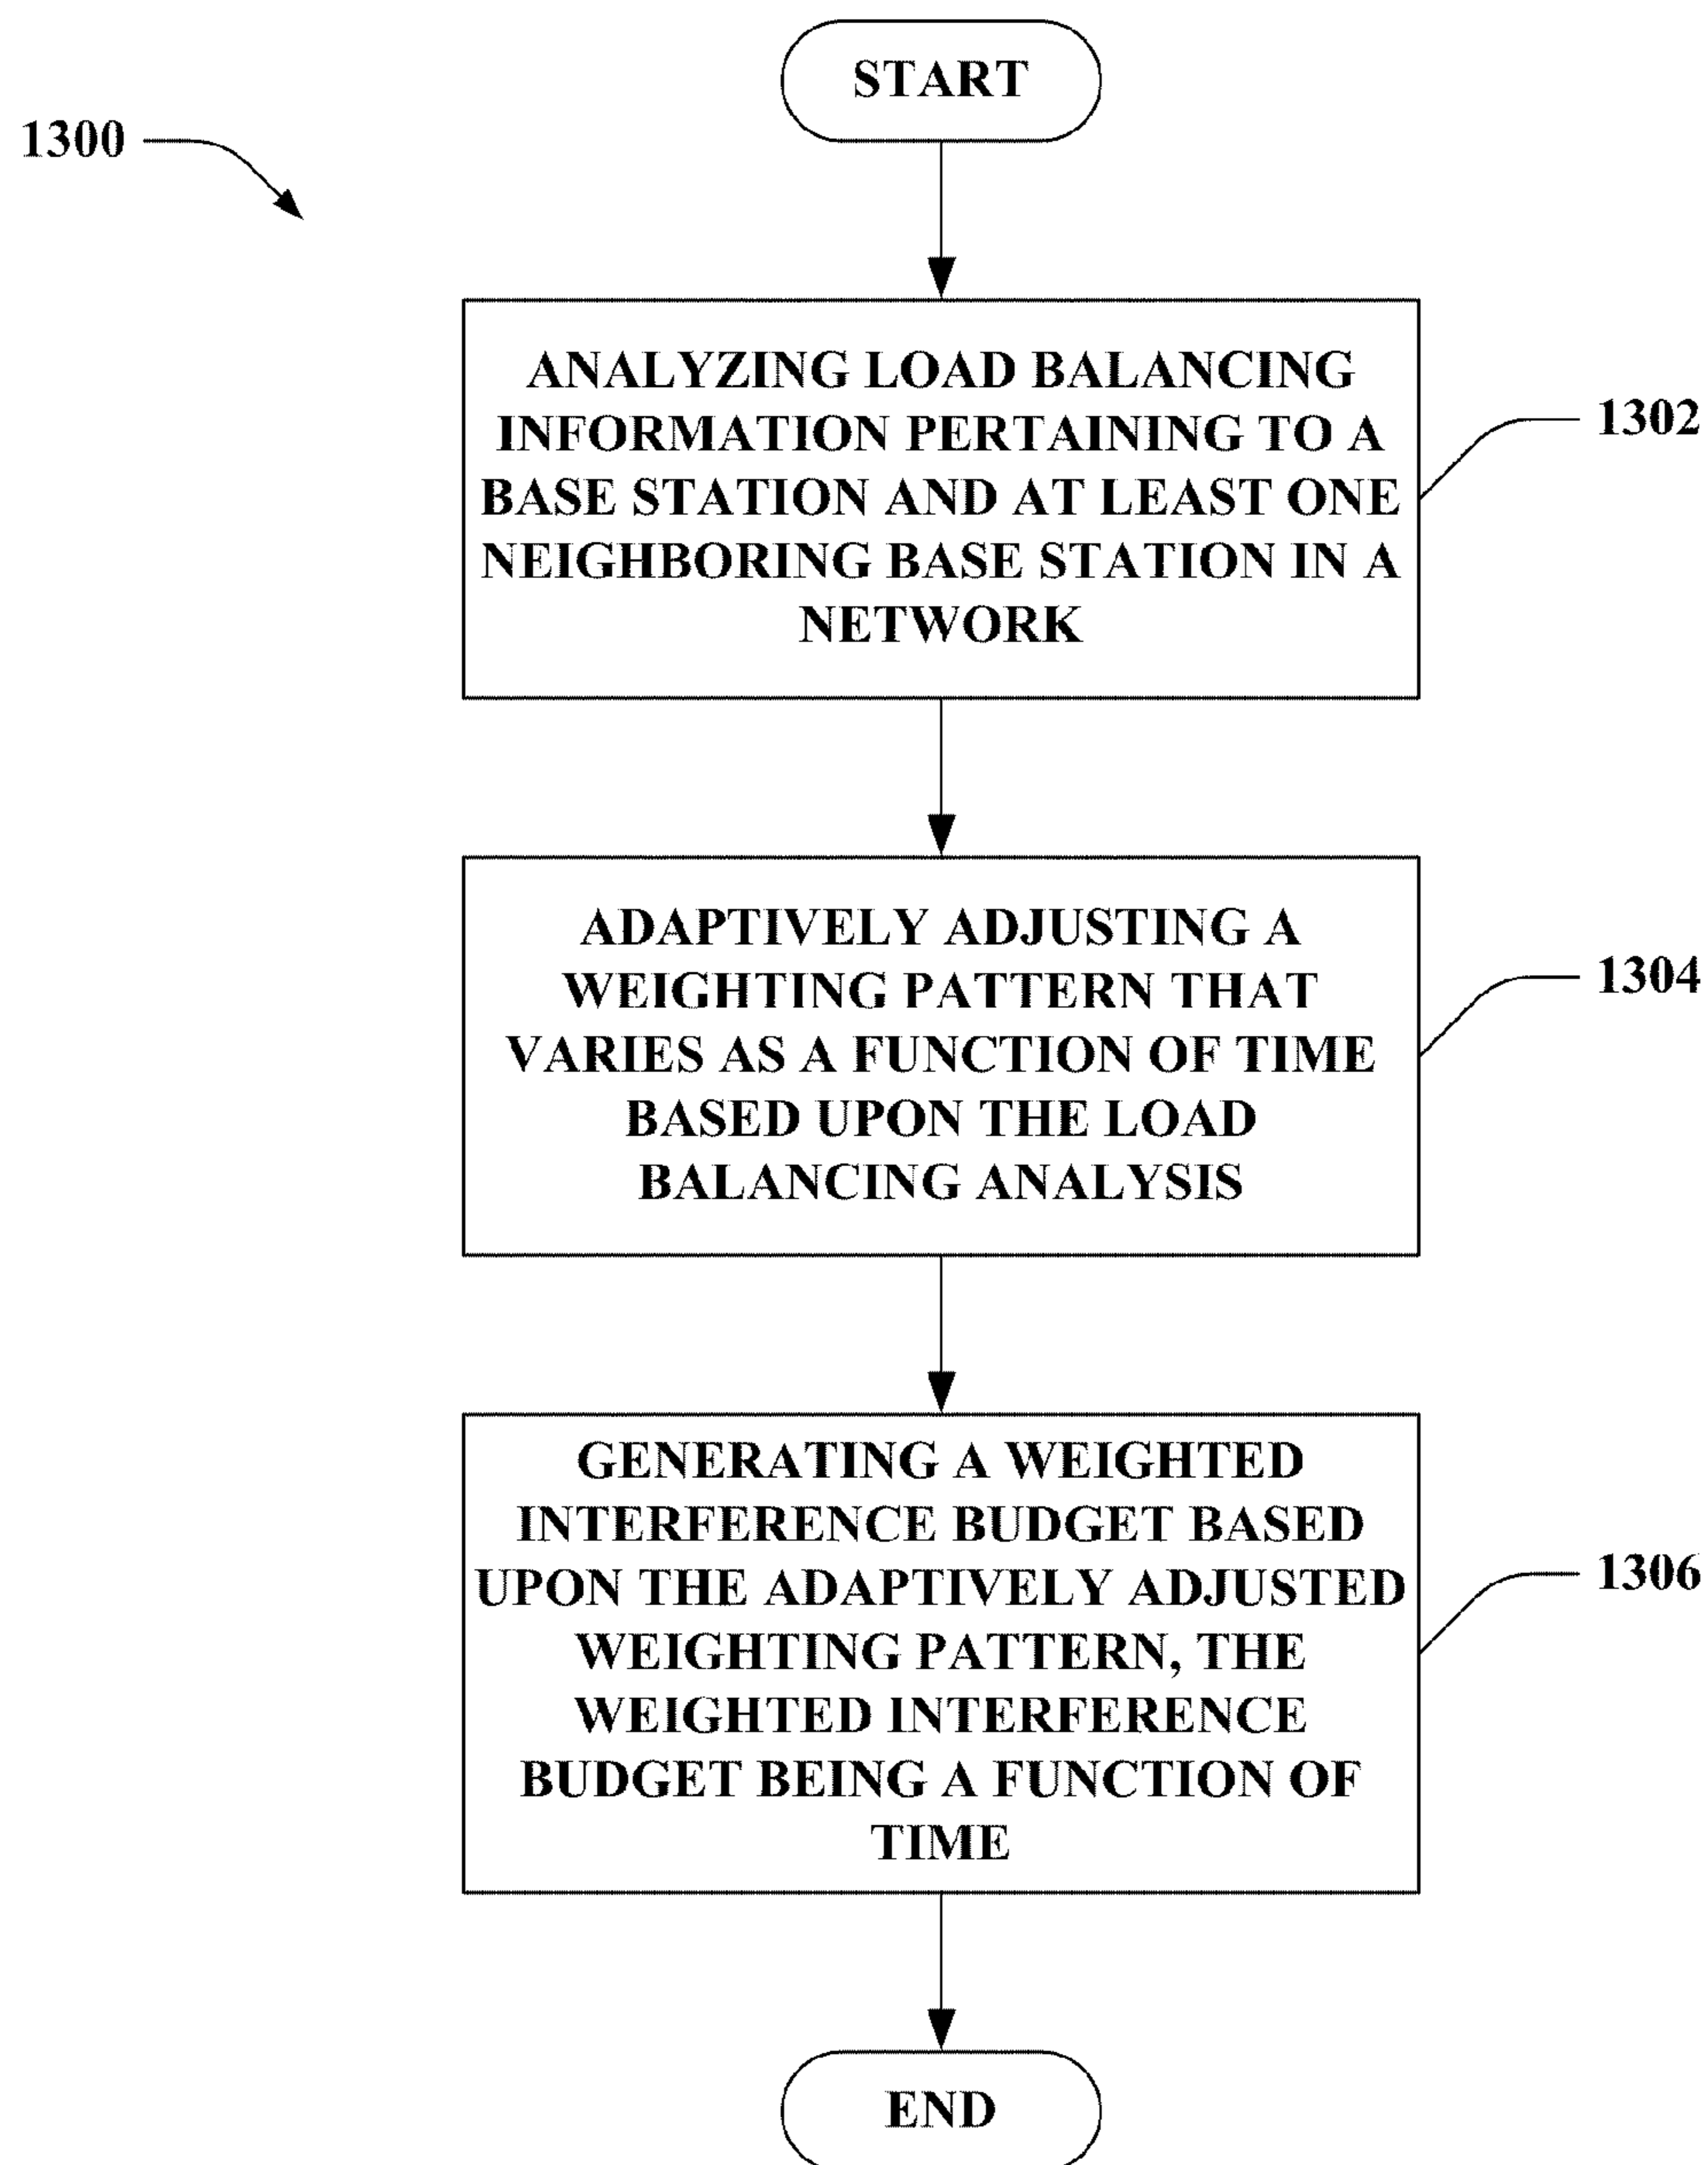 START
1300
ANALYZING LOAD BALANCING
INFORMATION PERTAINING TO A
BASE STATION AND AT LEAST ONE
NEIGHBORING BASE STATION IN A
NETWORK
1302
ADAPTIVELY ADJUSTING A
WEIGHTING PATTERN THAT
VARIES AS A FUNCTION OF TIME
BASED UPON THE LOAD
BALANCING ANALYSIS
1304
GENERATING A WEIGHTED
INTERFERENCE BUDGET BASED
UPON THE ADAPTIVELY ADJUSTED
WEIGHTING PATTERN, THE
WEIGHTED INTERFERENCE
BUDGET BEING A FUNCTION OF
TIME
1306
END